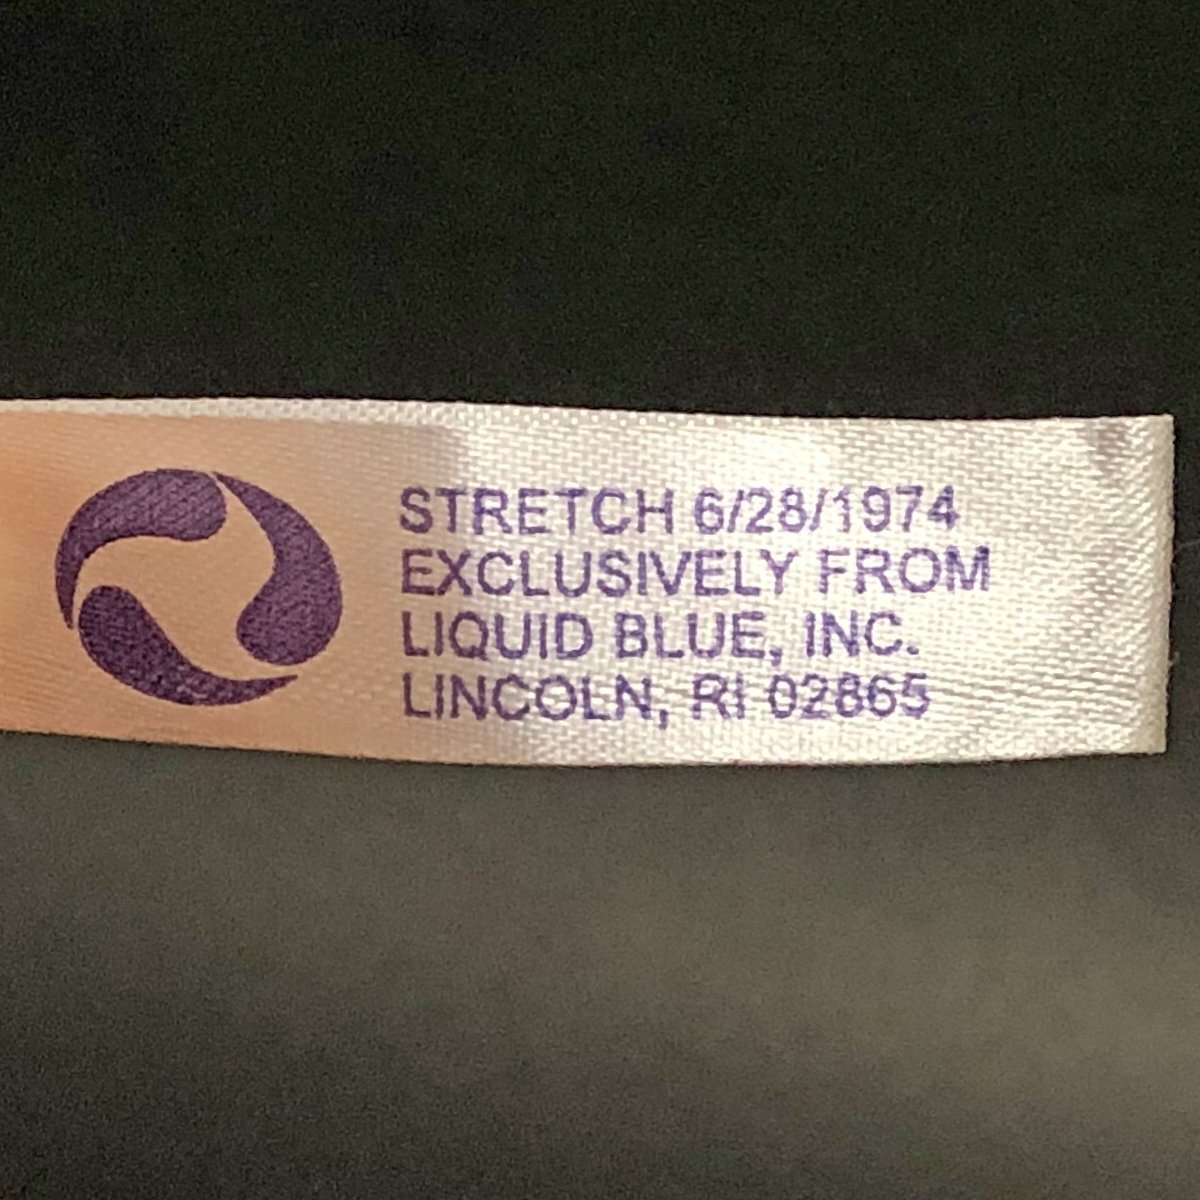 STRETCH 6/28/1974
EXCLUSIVELY FROM
LIQUID BLUE, INC.
LINCOLN, RI 02865